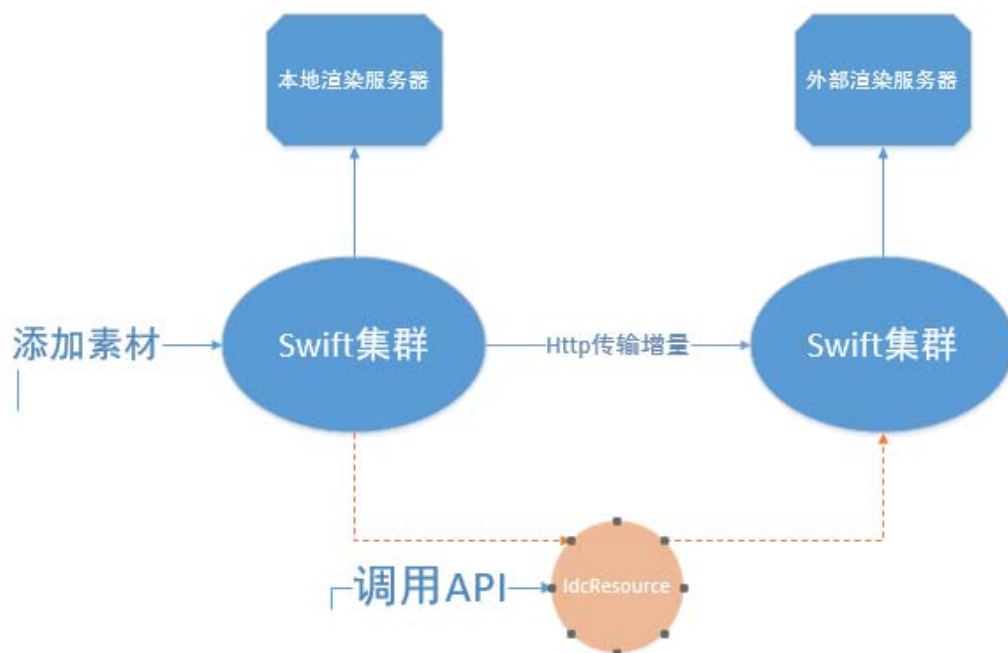 本地渲染服务器
外部渲染服务器
添加素材
Swift集群
Http传输增量
Swift集群
调用API
IdcResource